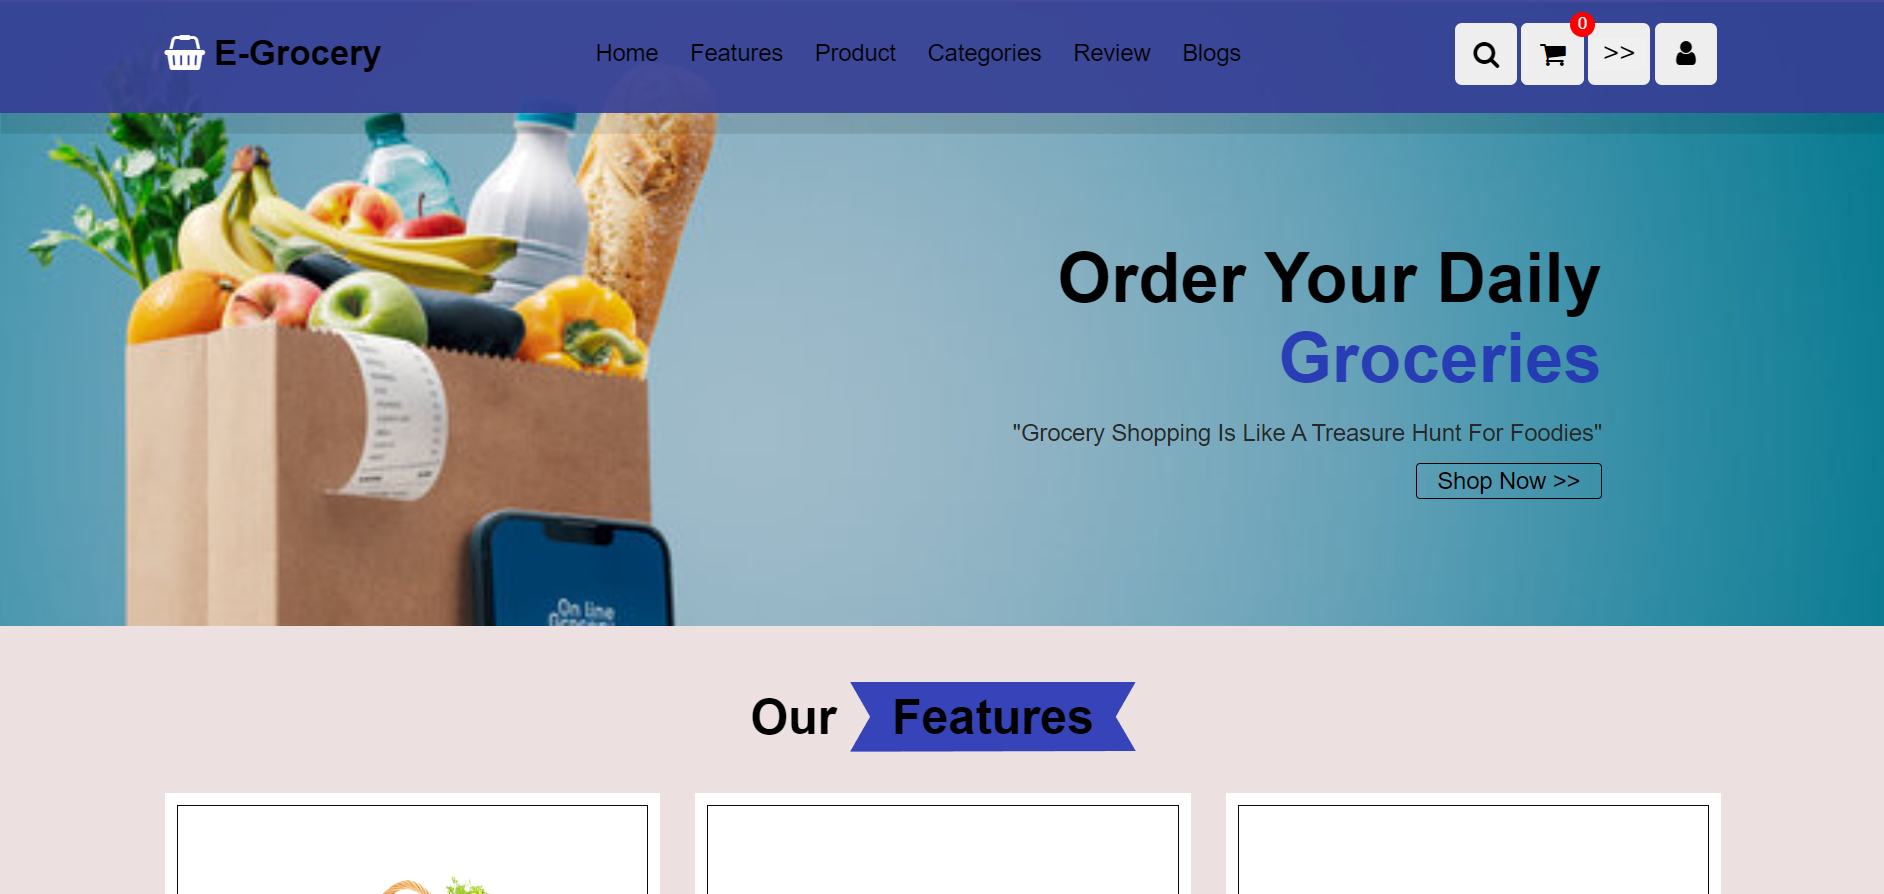 E-Grocery
Home Features Product Categories Review Blogs
0
>>
Order Your Daily
Groceries
"Grocery Shopping Is Like A Treasure Hunt For Foodies"
Shop Now >>
On line
Grocery
Our Features